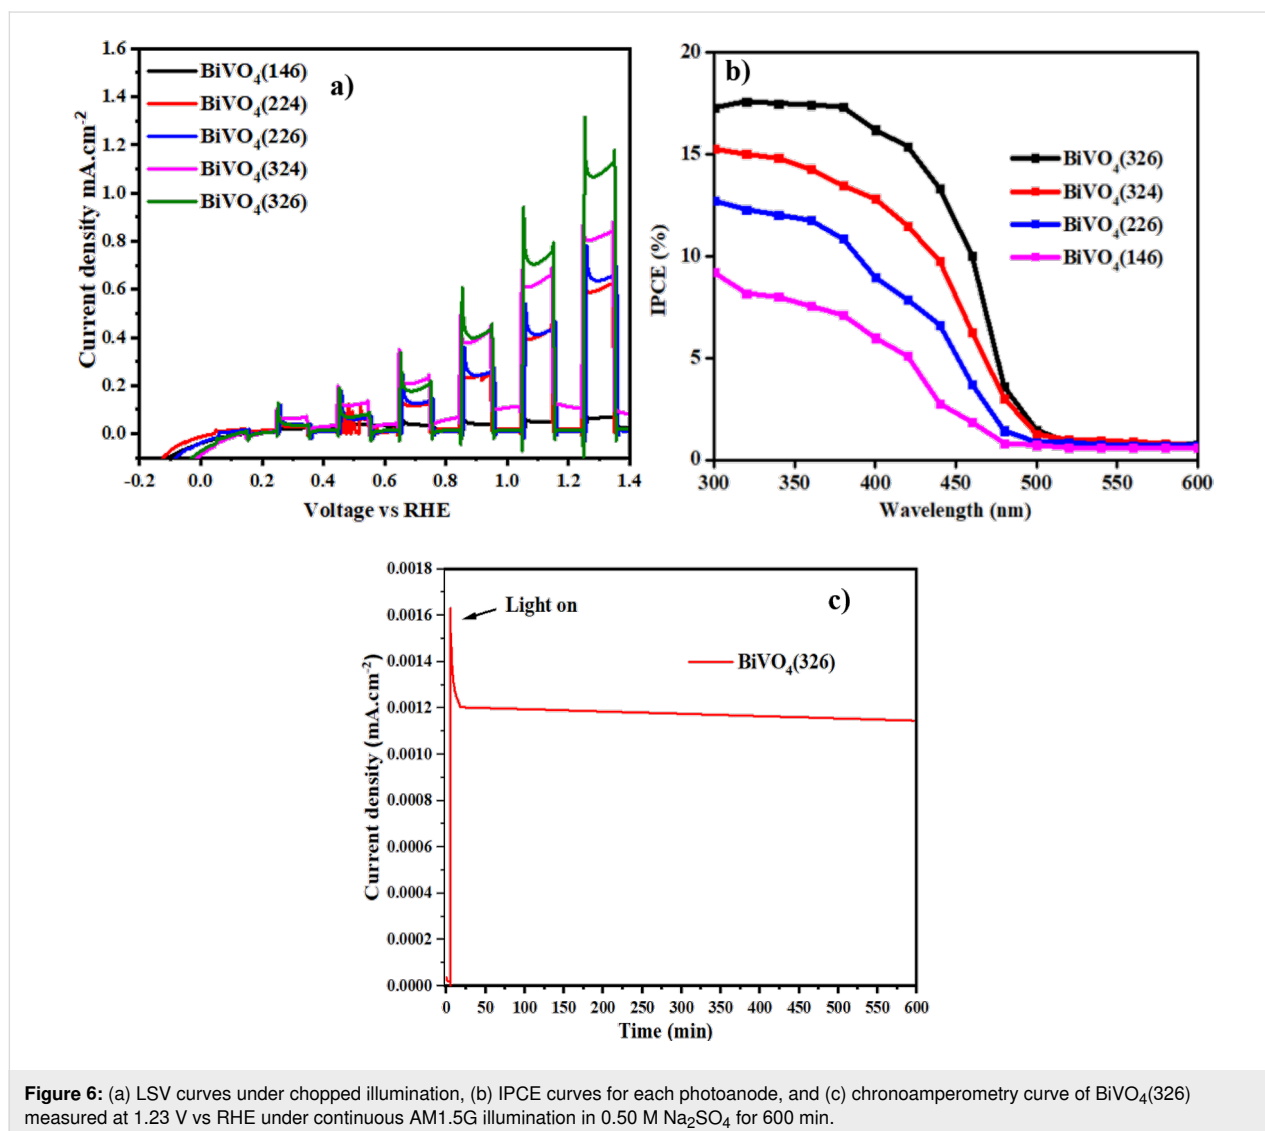 a)
Current density mA.cm-2
1.6
1.4
1.2
1.0
0.8
0.6
0.4
0.2
0.0
BiVO4(146)
BiVO4(224)
BiVO4(226)
BiVO4(324)
BiVO4(326)
-0.2 0.0 0.2 0.4 0.6 0.8 1.0 1.2 1.4
Voltage vs RHE
b)
IPCE (%)
20
15
10
5
0
BiVO4(326)
BiVO4(324)
BiVO4(226)
BiVO4(146)
300 350 400 450 500 550 600
Wavelength (nm)
c)
Current density (mA.cm-2)
0.0018
0.0016
0.0014
0.0012
0.0010
0.0008
0.0006
0.0004
0.0002
0.0000
Light on
BiVO4(326)
0 50 100 150 200 250 300 350 400 450 500 550 600
Time (min)
Figure 6: (a) LSV curves under chopped illumination, (b) IPCE curves for each photoanode, and (c) chronoamperometry curve of BiVO4(326)
measured at 1.23 V vs RHE under continuous AM1.5G illumination in 0.50 M Na2SO4 for 600 min.